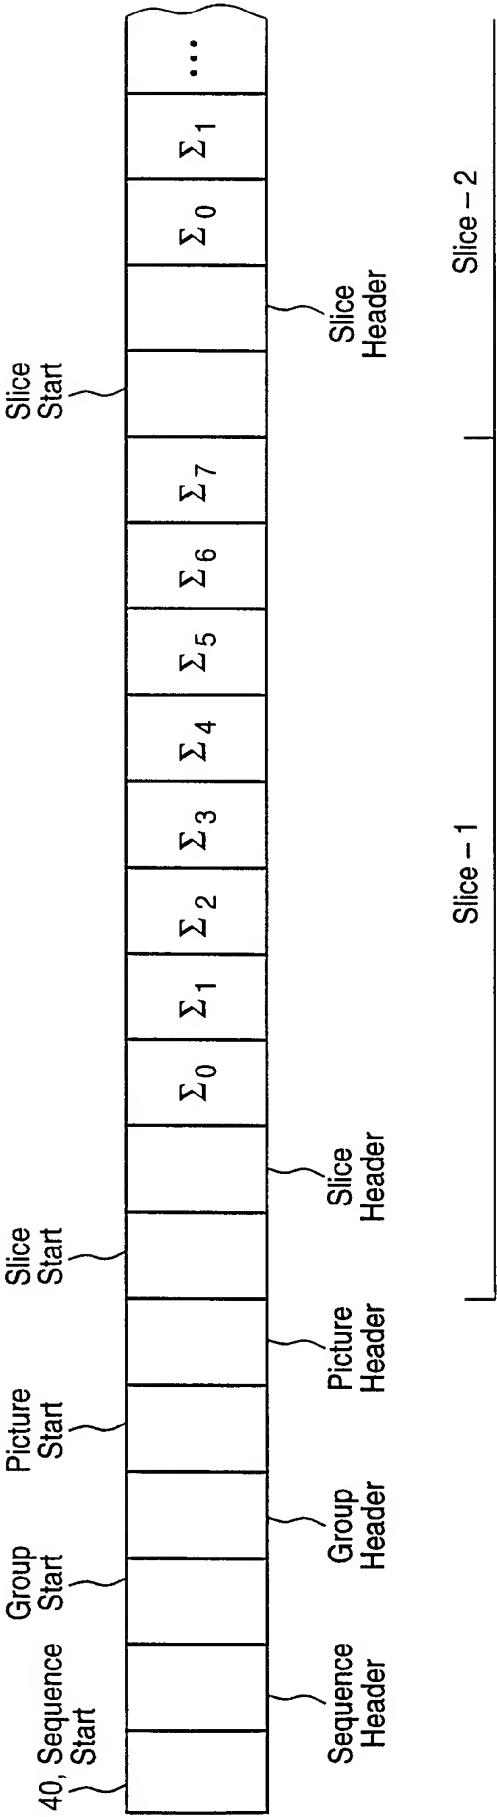 40, Sequence
Start
Group
Start
Picture
Start
Slice
Start
Slice
Start
Σ0
Σ1
Σ2
Σ3
Σ4
Σ5
Σ6
Σ7
Σ0
Σ1
...
Sequence
Header
Group
Header
Picture
Header
Slice
Header
Slice
Header
Slice – 1
Slice – 2